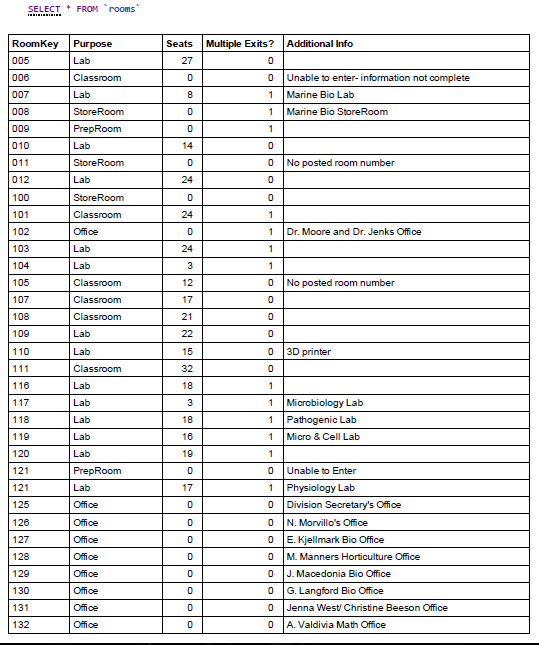 SELECT * FROM `rooms`
RoomKey Purpose Seats Multiple Exits? Additional Info
005 Lab 27 0
006 Classroom 0 0 Unable to enter- information not complete
007 Lab 8 1 Marine Bio Lab
008 StoreRoom 0 1 Marine Bio StoreRoom
009 PrepRoom 0 1
010 Lab 14 0
011 StoreRoom 0 0 No posted room number
012 Lab 24 0
100 StoreRoom 0 0
101 Classroom 24 1
102 Office 0 1 Dr. Moore and Dr. Jenks Office
103 Lab 24 1
104 Lab 3 1
105 Classroom 12 0 No posted room number
107 Classroom 17 0
108 Classroom 21 0
109 Lab 22 0
110 Lab 15 0 3D printer
111 Classroom 32 0
116 Lab 18 1
117 Lab 3 1 Microbiology Lab
118 Lab 18 1 Pathogenic Lab
119 Lab 16 1 Micro & Cell Lab
120 Lab 19 1
121 PrepRoom 0 0 Unable to Enter
121 Lab 17 1 Physiology Lab
125 Office 0 0 Division Secretary's Office
126 Office 0 0 N. Morvillo's Office
127 Office 0 0 E. Kjellmark Bio Office
128 Office 0 0 M. Manners Horticulture Office
129 Office 0 0 J. Macedonia Bio Office
130 Office 0 0 G. Langford Bio Office
131 Office 0 0 Jenna West/ Christine Beeson Office
132 Office 0 0 A. Valdivia Math Office